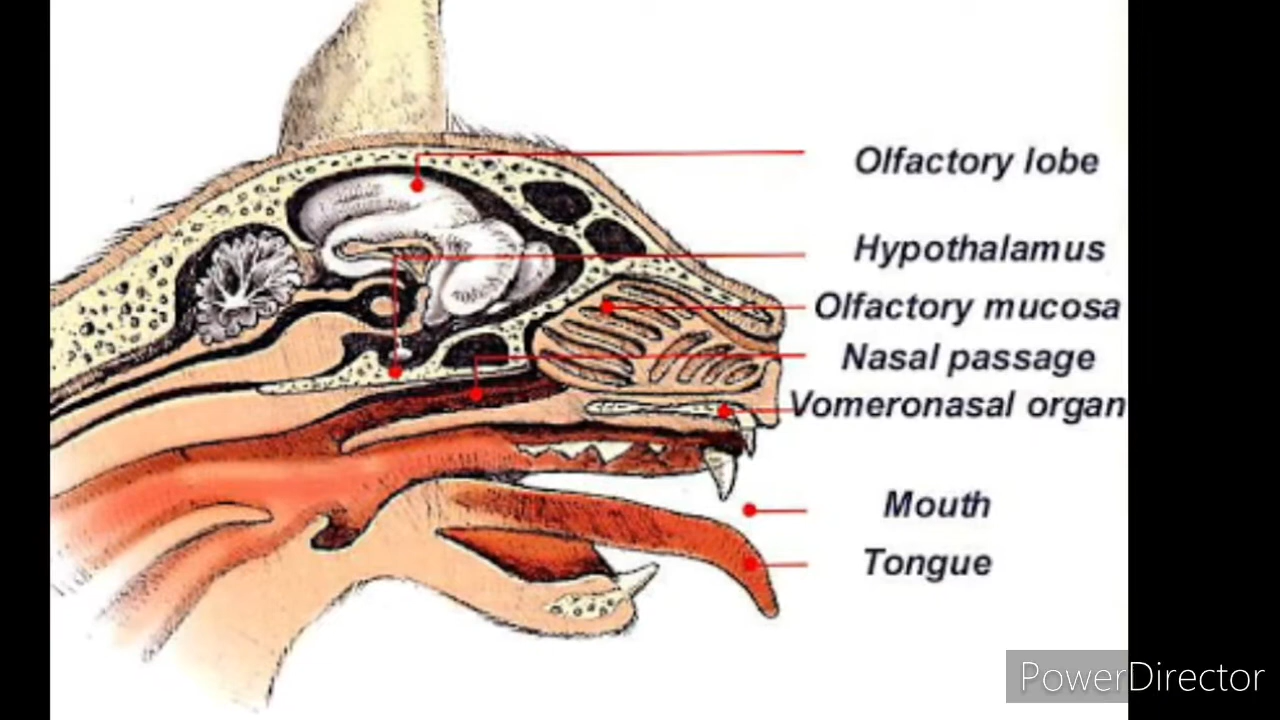 Olfactory lobe
Hypothalamus
Olfactory mucosa
Nasal passage
Vomeronasal organ
Mouth
Tongue
PowerDirector